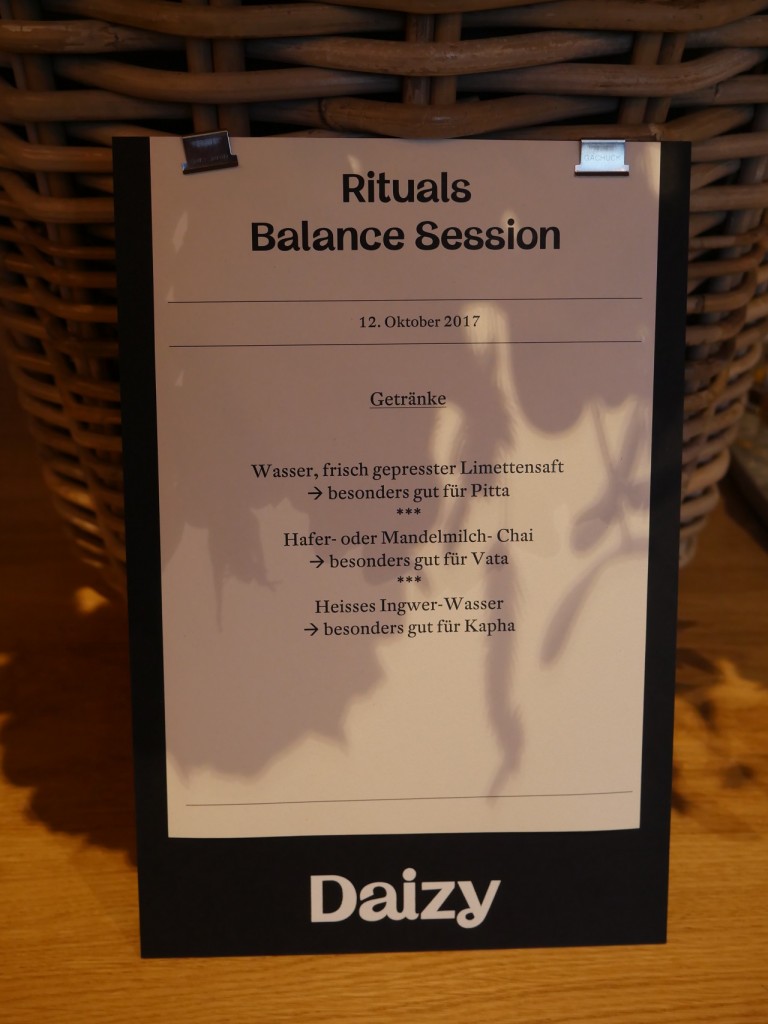 Rituals
Balance Session
12. Oktober 2017
Getränke
Wasser, frisch gepresster Limettensaft
→ besonders gut für Pitta
***
Hafer- oder Mandelmilch- Chai
→ besonders gut für Vata
***
Heisses Ingwer-Wasser
→ besonders gut für Kapha
Daizy